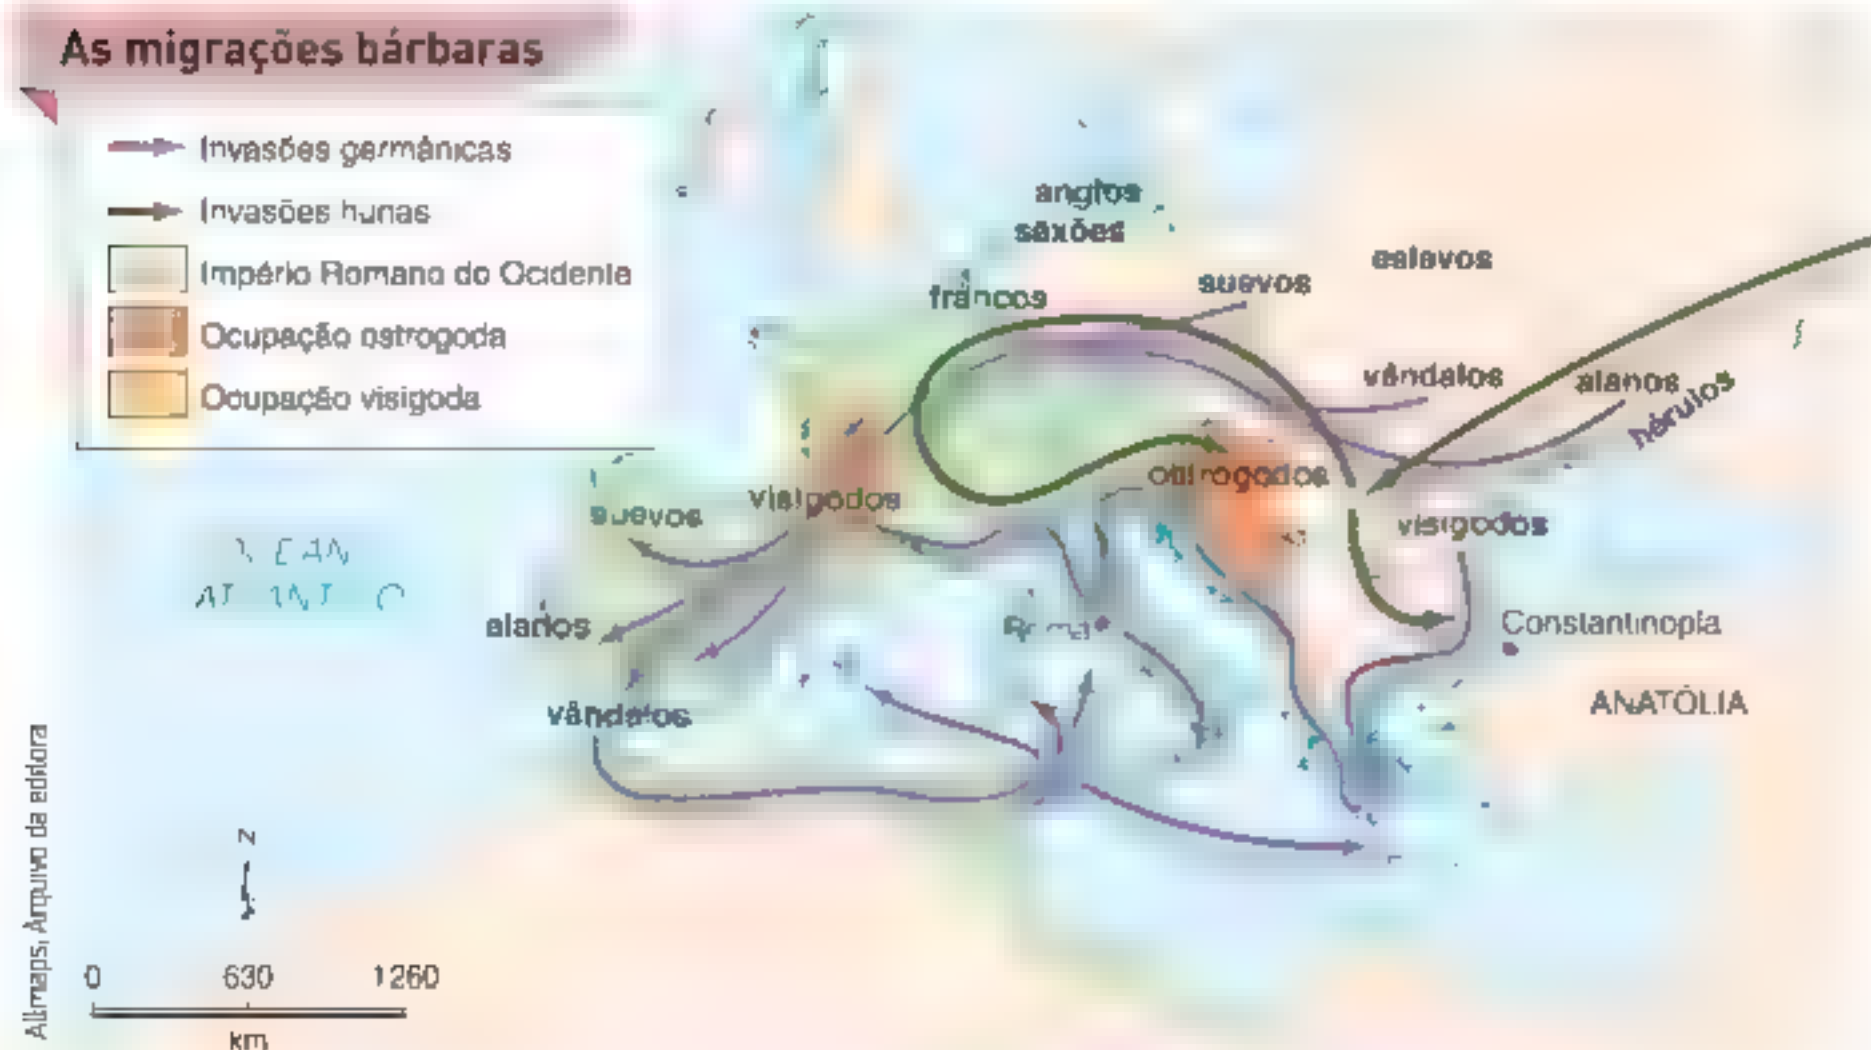 As migrações bárbaras
Invasões germânicas
Invasões hunas
Império Romano do Ocidente
Ocupação ostrogoda
Ocupação visigoda
anglos
saxões
eslavos
suevos
francos
vândalos
alanos
hérulos
ostrogodos
visigodos
suevos
visigodos
Constantinopla
alanos
Roma
ANATÓLIA
vândalos
N
0 630 1260
km
Allmaps, Arquivo da editora